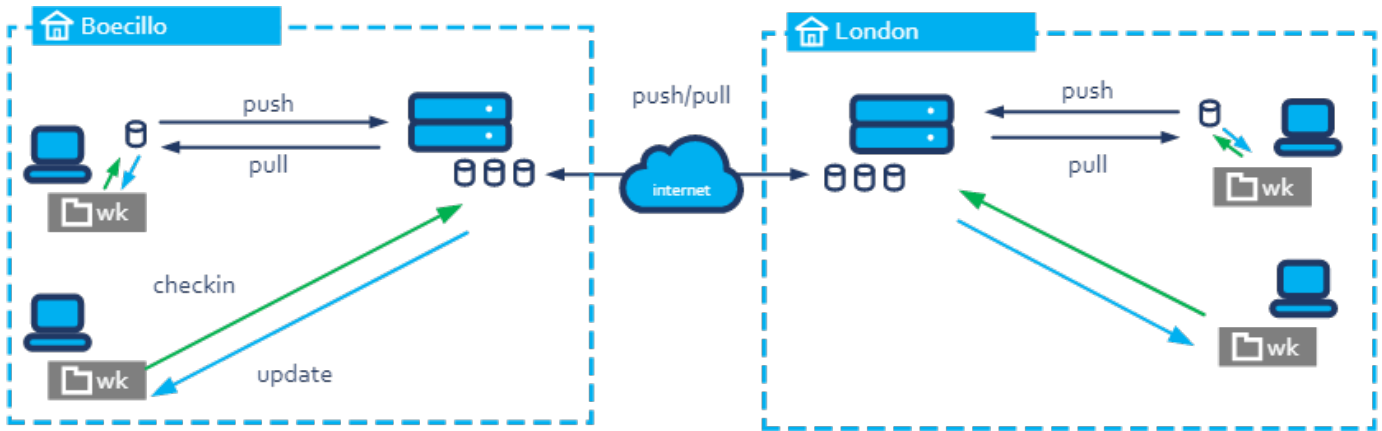 Boecillo
push
pull
wk
checkin
update
wk
push/pull
internet
London
push
pull
wk
wk